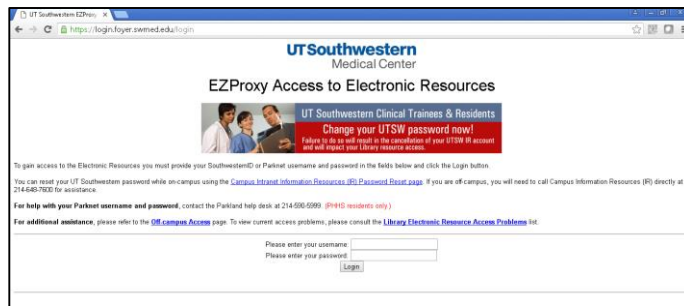 UT Southwestern EZProxy
https://login.foyer.swmed.edu/login
UTSouthwestern
Medical Center
EZProxy Access to Electronic Resources
UT Southwestern Clinical Trainees & Residents
Change your UTSW password now!
Failure to do so will result in the cancellation of your UTSW IR account
and will impact your Library resource access.
To gain access to the Electronic Resources you must provide your SouthwesternID or Parknet username and password in the fields below and click the Login button.
You can reset your UT Southwestern password while on-campus using the Campus Intranet Information Resources (IR) Password Reset page. If you are off-campus, you will need to call Campus Information Resources (IR) directly at
214-648-7600 for assistance.
For help with your Parknet username and password, contact the Parkland help desk at 214-590-5999. (PHHS residents only.)
For additional assistance, please refer to the Off-campus Access page. To view current access problems, please consult the Library Electronic Resource Access Problems list.
Please enter your username:
Please enter your password:
Login